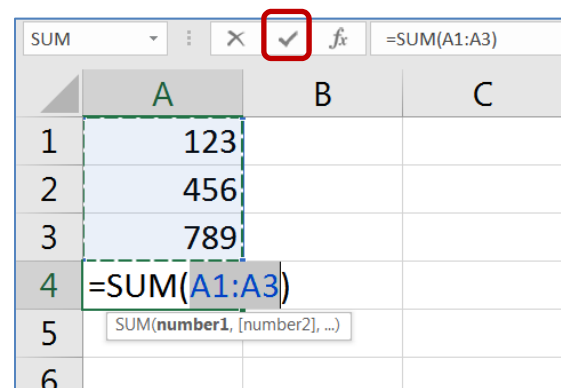 SUM fx =SUM(A1:A3)
A B C
1 123
2 456
3 789
4 =SUM(A1:A3)
SUM(number1, [number2], ...)
5
6